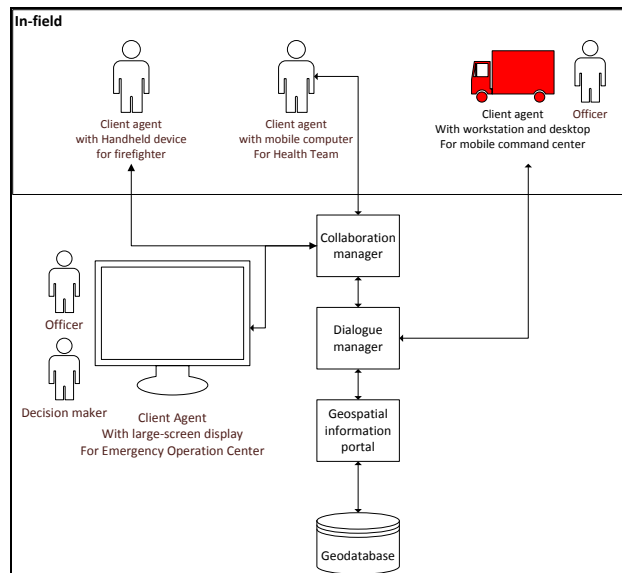 In-field
Client agent
with Handheld device
for firefighter
Client agent
with mobile computer
For Health Team
Client agent
With workstation and desktop
For mobile command center
Officer
Collaboration
manager
Officer
Dialogue
manager
Decision maker
Client Agent
With large-screen display
For Emergency Operation Center
Geospatial
information
portal
Geodatabase